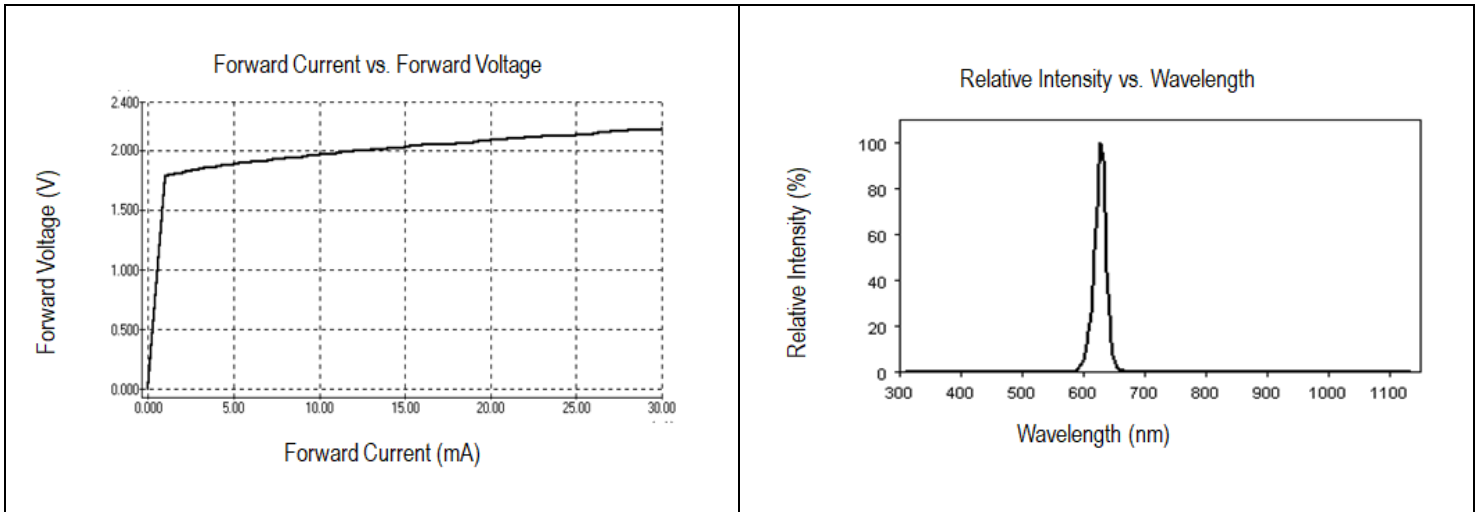 Forward Current vs. Forward Voltage
2.400
2.000
1.500
1.000
0.500
0.000
Forward Voltage (V)
0.000 5.00 10.00 15.00 20.00 25.00 30.00
Forward Current (mA)
Relative Intensity vs. Wavelength
100
80
60
40
20
0
Relative Intensity (%)
300 400 500 600 700 800 900 1000 1100
Wavelength (nm)